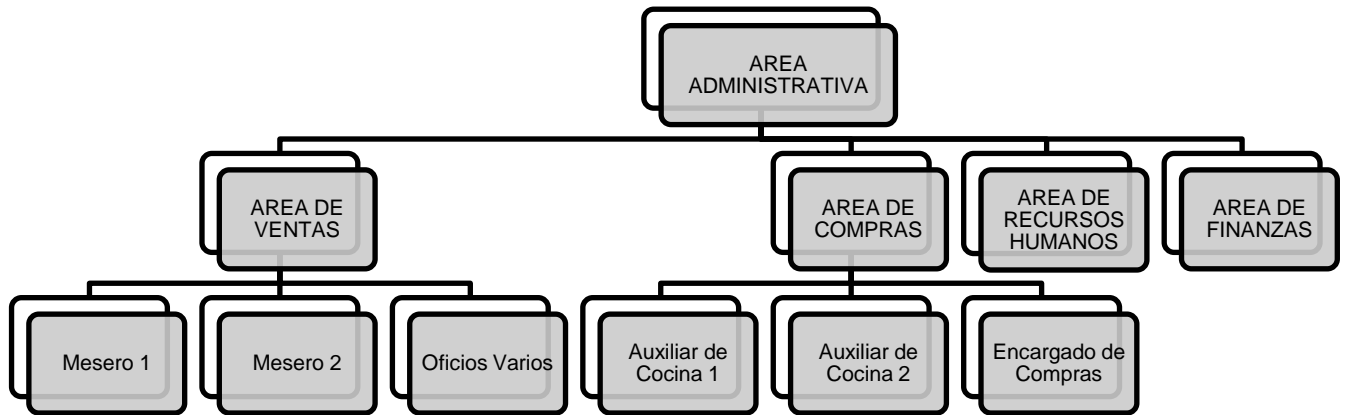 AREA
ADMINISTRATIVA
AREA DE
VENTAS
AREA DE
COMPRAS
AREA DE
RECURSOS
HUMANOS
AREA DE
FINANZAS
Mesero 1
Mesero 2
Oficios Varios
Auxiliar de
Cocina 1
Auxiliar de
Cocina 2
Encargado de
Compras